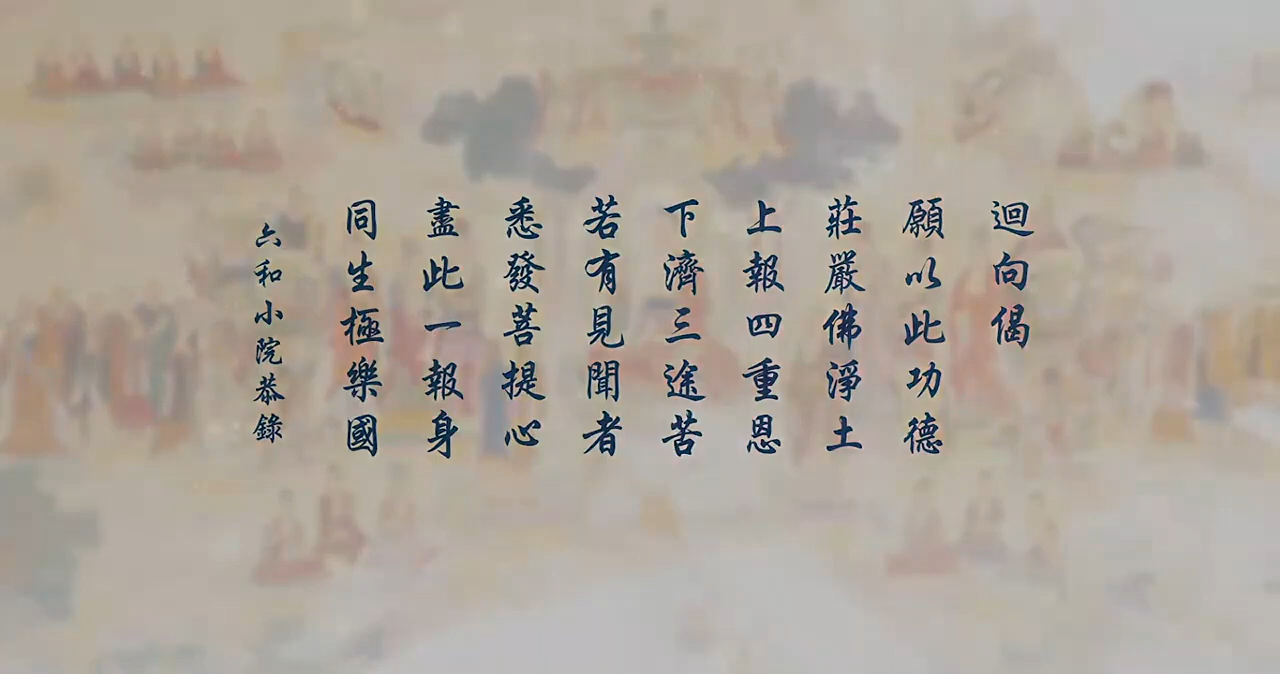 迴向偈
願以此功德
莊嚴佛淨土
上報四重恩
下濟三途苦
若有見聞者
悉發菩提心
盡此一報身
同生極樂國
六和小院恭錄